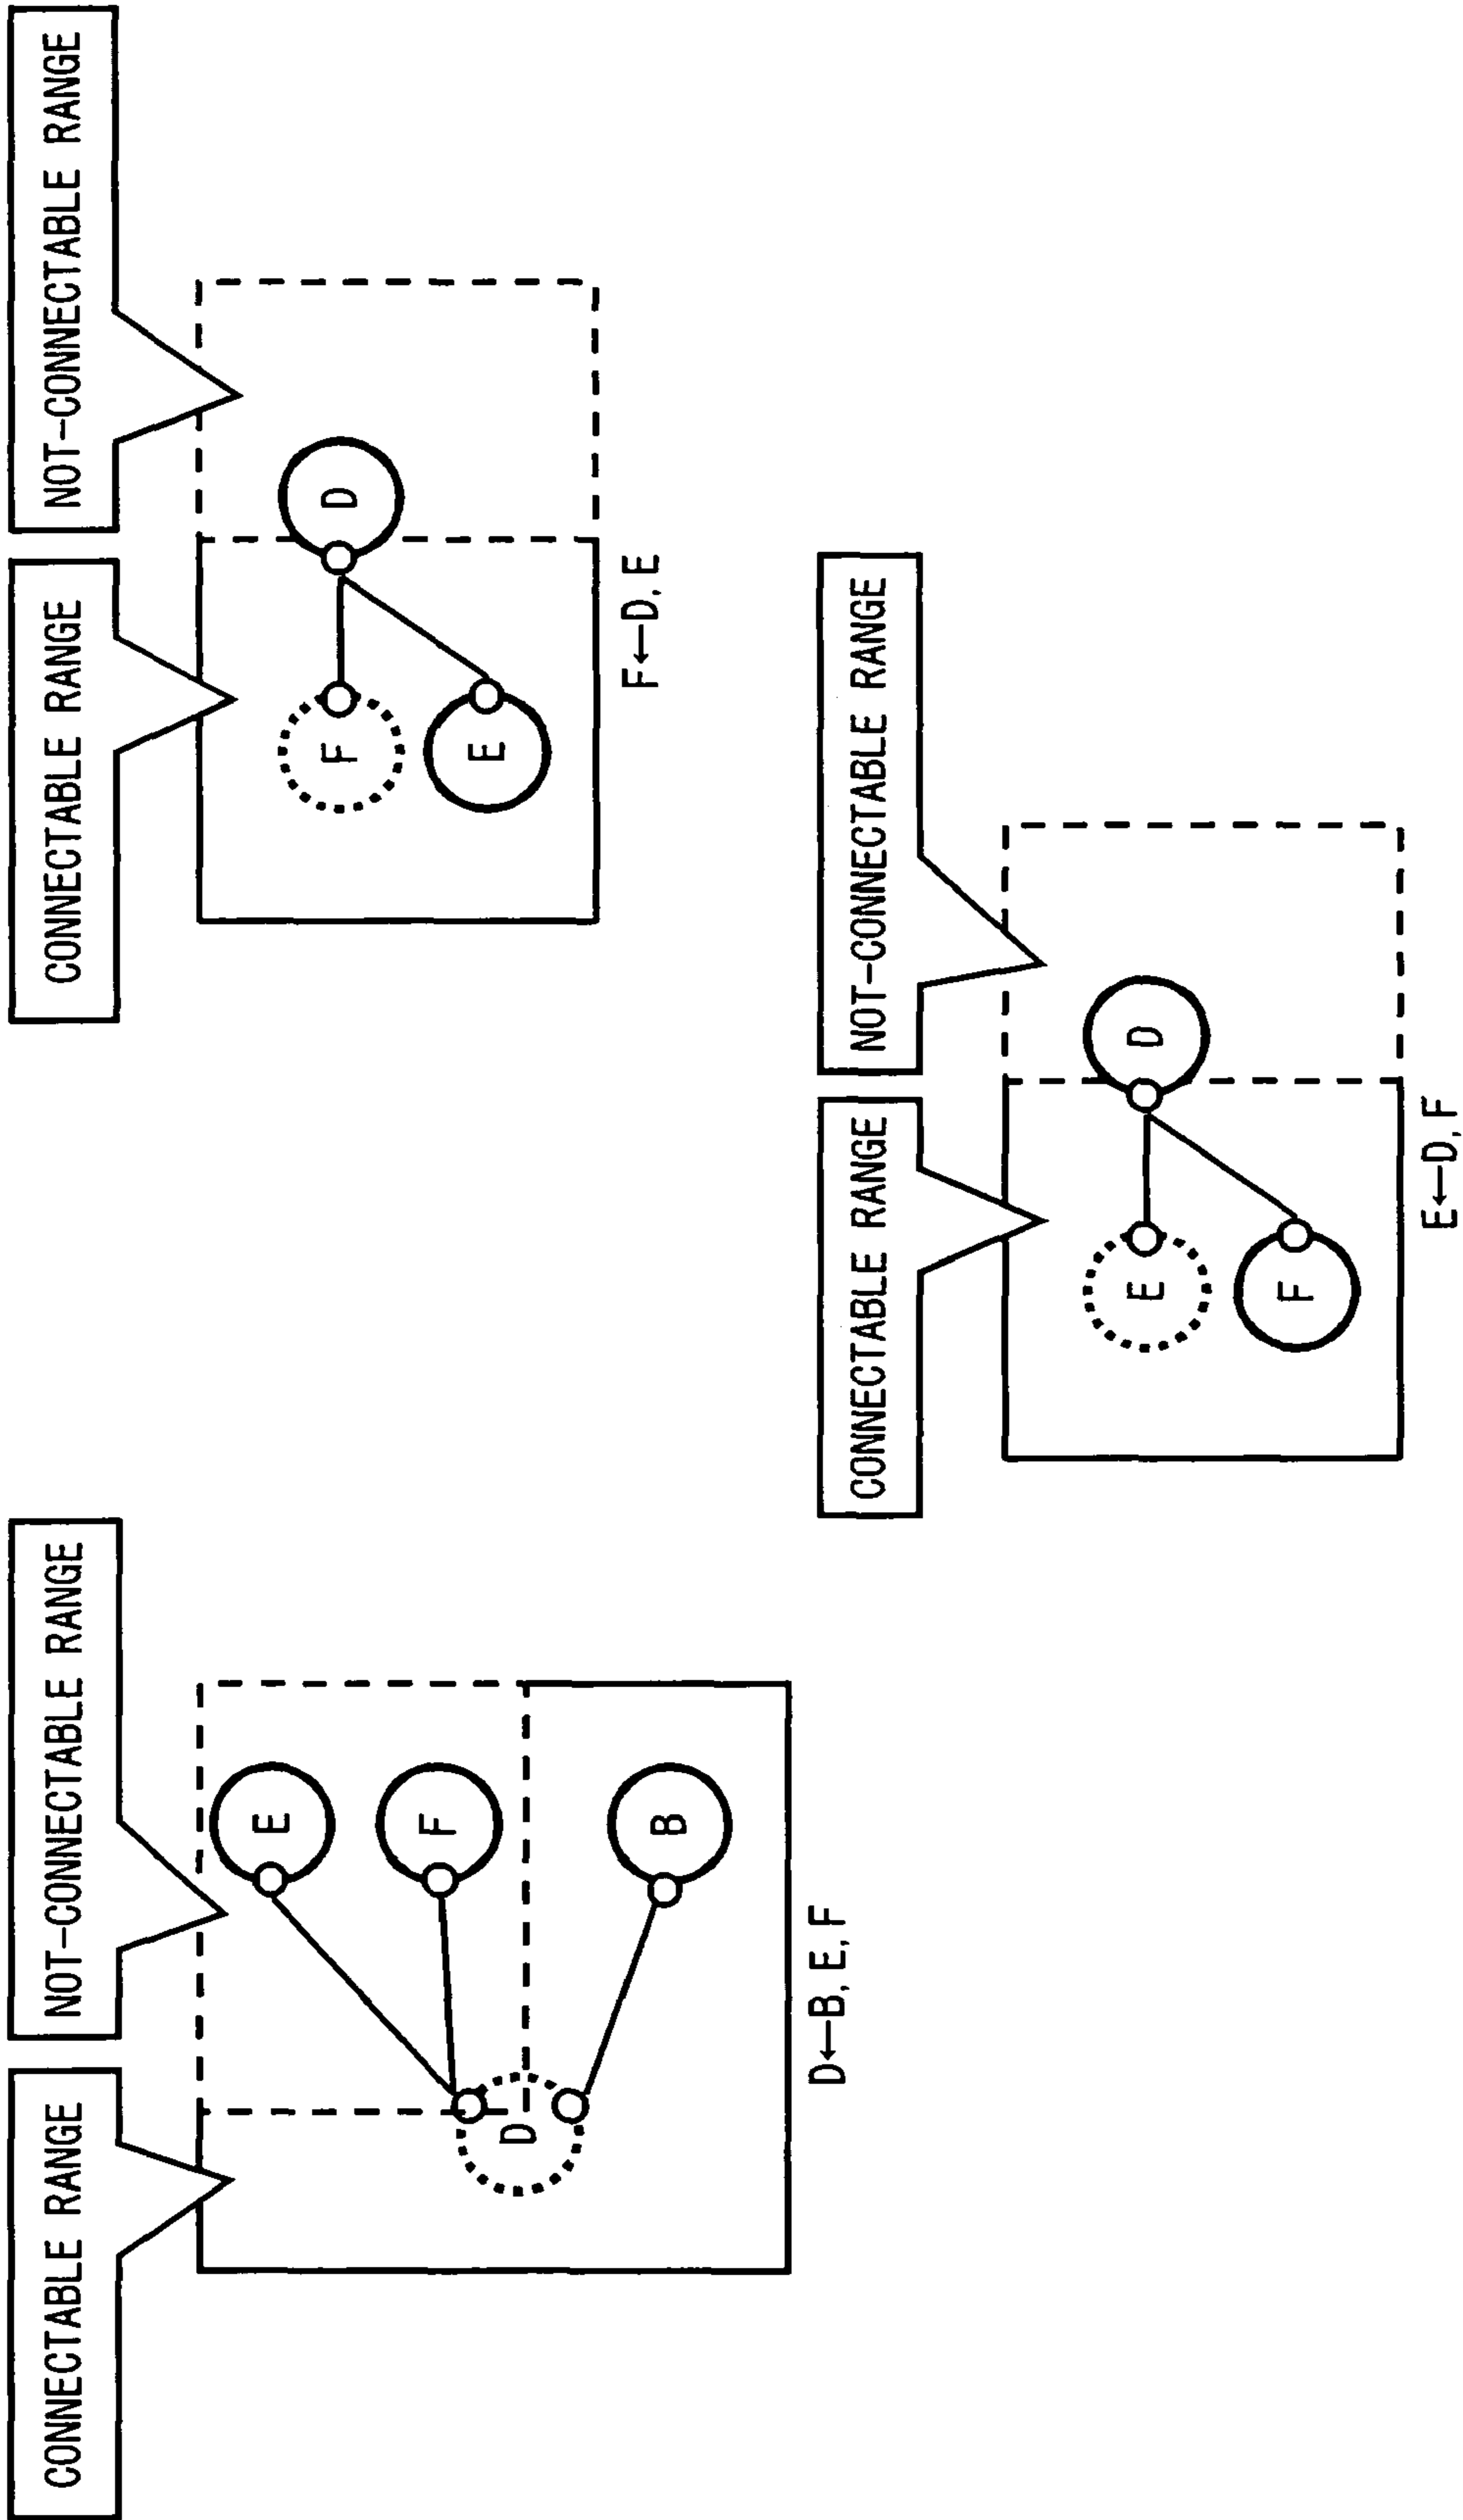 CONNECTABLE RANGE
NOT-CONNECTABLE RANGE
E
F
D
B
D←B, E, F
CONNECTABLE RANGE
NOT-CONNECTABLE RANGE
F
D
E
F←D, E
CONNECTABLE RANGE
NOT-CONNECTABLE RANGE
E
D
F
E←D, F